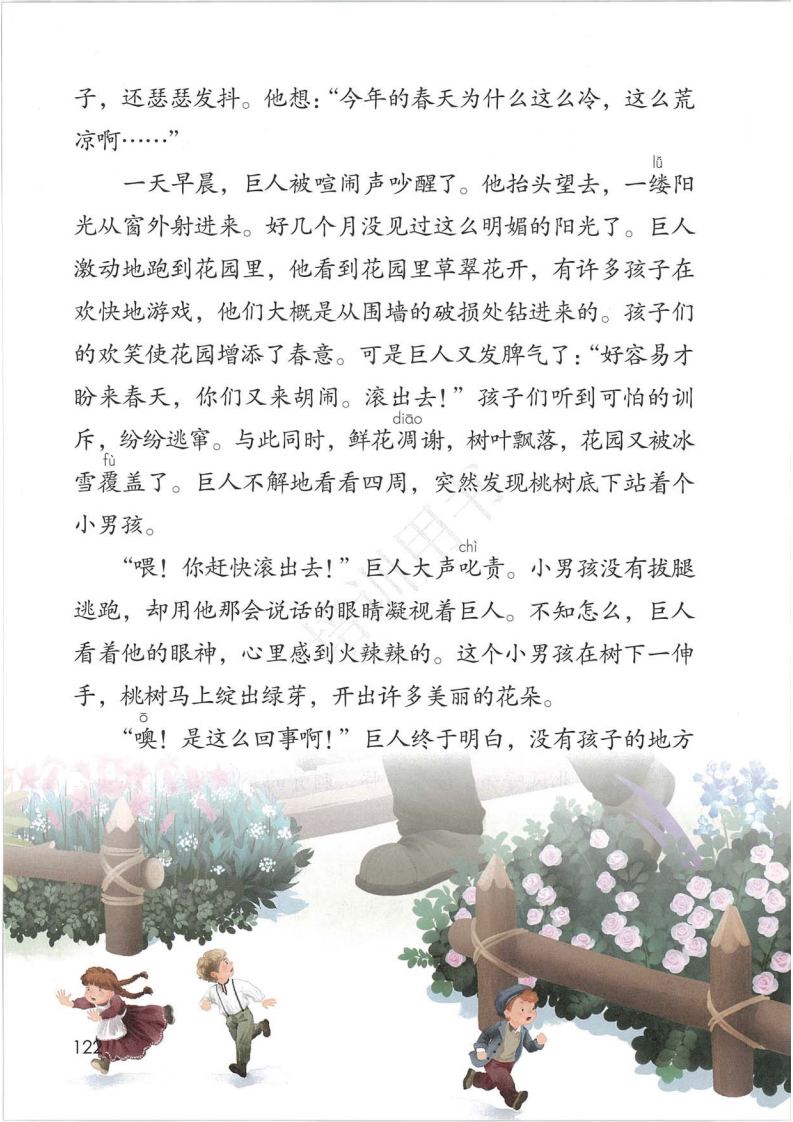 子，还瑟瑟发抖。他想：“今年的春天为什么这么冷，这么荒
凉啊……”
lǚ
一天早晨，巨人被喧闹声吵醒了。他抬头望去，一缕阳
光从窗外射进来。好几个月没见过这么明媚的阳光了。巨人
激动地跑到花园里，他看到花园里草翠花开，有许多孩子在
欢快地游戏，他们大概是从围墙的破损处钻进来的。孩子们
的欢笑使花园增添了春意。可是巨人又发脾气了：“好容易才
盼来春天，你们又来胡闹。滚出去！”孩子们听到可怕的训
diāo
斥，纷纷逃窜。与此同时，鲜花凋谢，树叶飘落，花园又被冰
fù
雪覆盖了。巨人不解地看看四周，突然发现桃树底下站着个
小男孩。
chì
“喂！你赶快滚出去！”巨人大声叱责。小男孩没有拔腿
逃跑，却用他那会说话的眼睛凝视着巨人。不知怎么，巨人
看着他的眼神，心里感到火辣辣的。这个小男孩在树下一伸
手，桃树马上绽出绿芽，开出许多美丽的花朵。
ō
“噢！是这么回事啊！”巨人终于明白，没有孩子的地方
122
培训用书